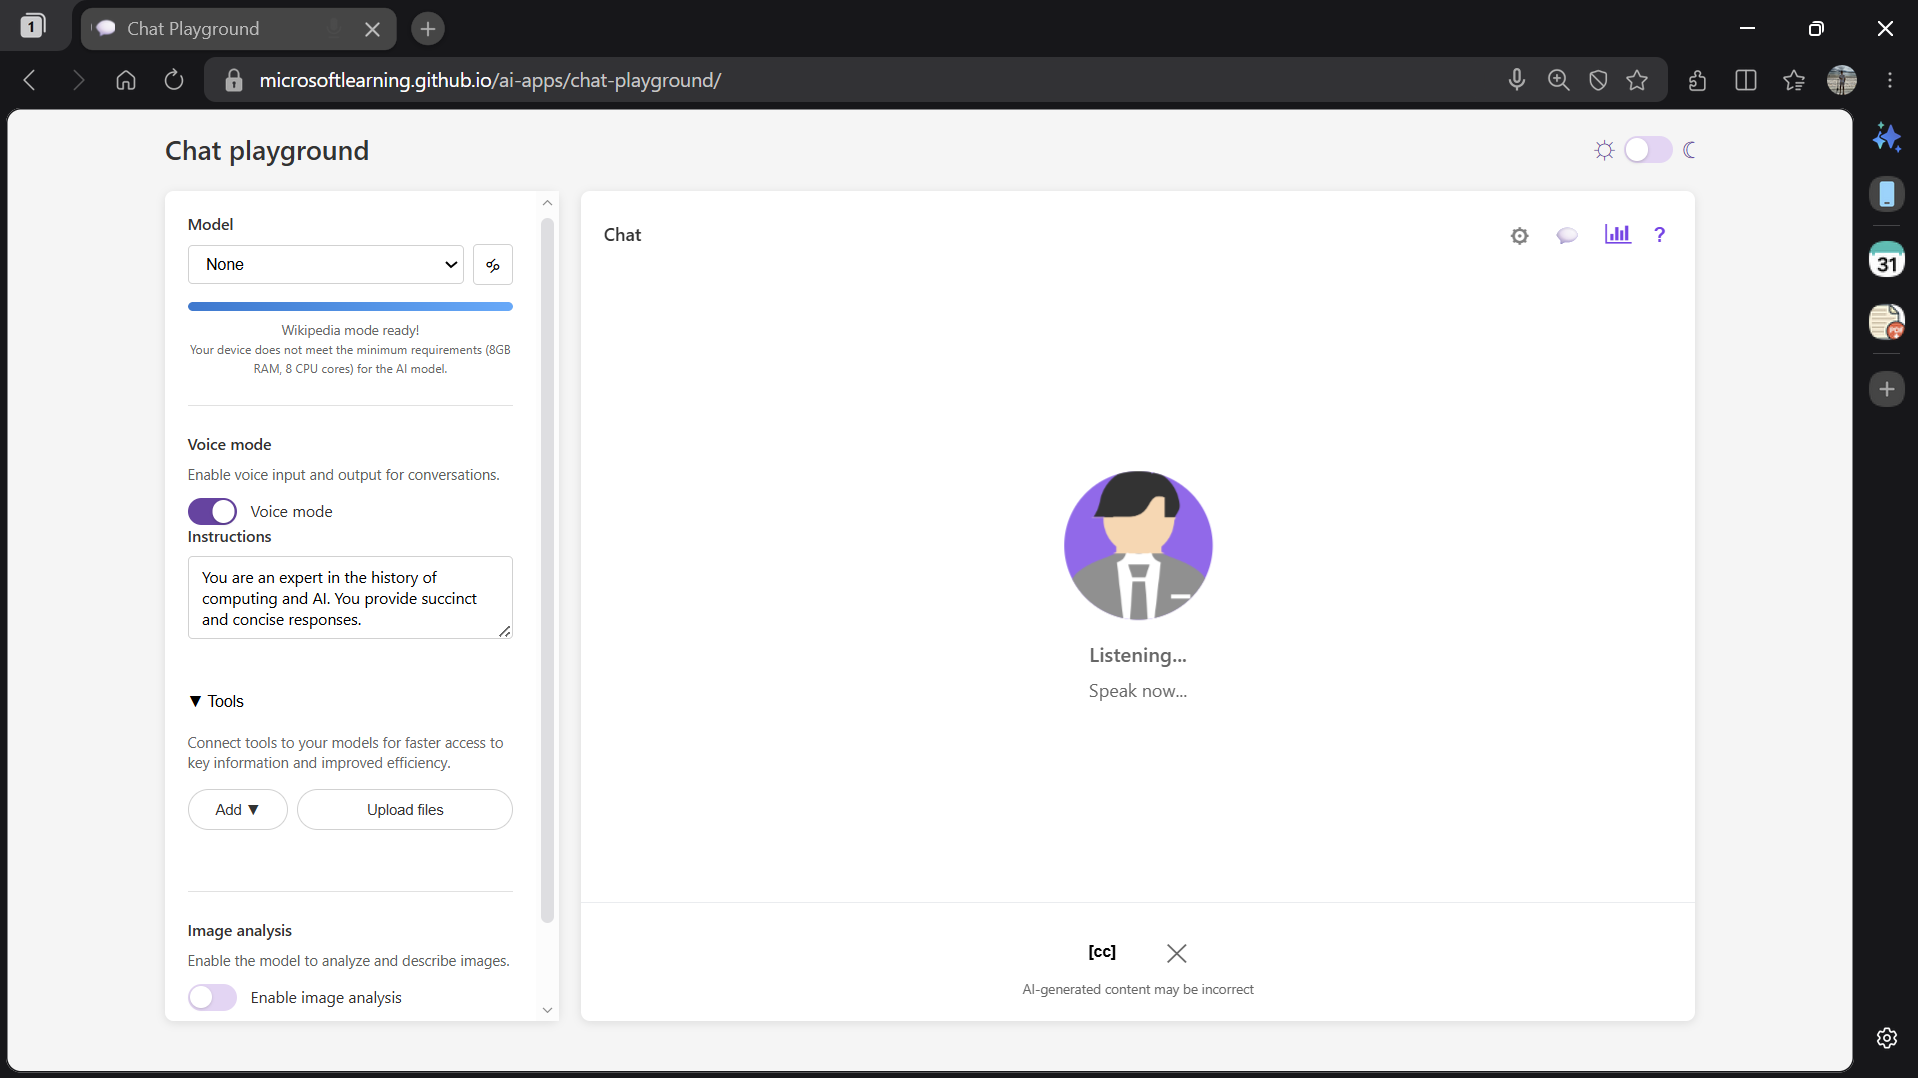 1
Chat Playground
microsoftlearning.github.io/ai-apps/chat-playground/
Chat playground
Model
None
Wikipedia mode ready!
Your device does not meet the minimum requirements (8GB
RAM, 8 CPU cores) for the AI model.
Voice mode
Enable voice input and output for conversations.
Voice mode
Instructions
You are an expert in the history of
computing and AI. You provide succinct
and concise responses.
▼ Tools
Connect tools to your models for faster access to
key information and improved efficiency.
Add ▼
Upload files
Image analysis
Enable the model to analyze and describe images.
Enable image analysis
Chat
?
Listening...
Speak now...
[cc]
AI-generated content may be incorrect
31
PDF